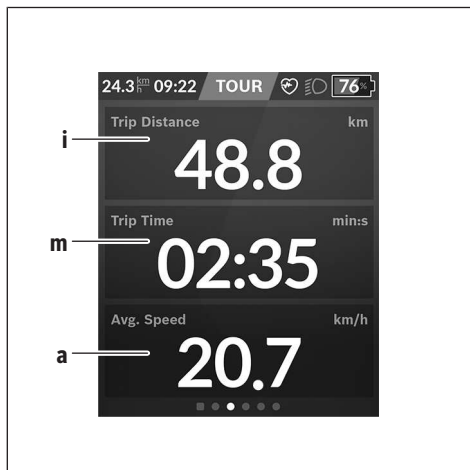 24.3 km/h 09:22 TOUR 76%
Trip Distance km
i
48.8
Trip Time min:s
m
02:35
Avg. Speed km/h
a
20.7